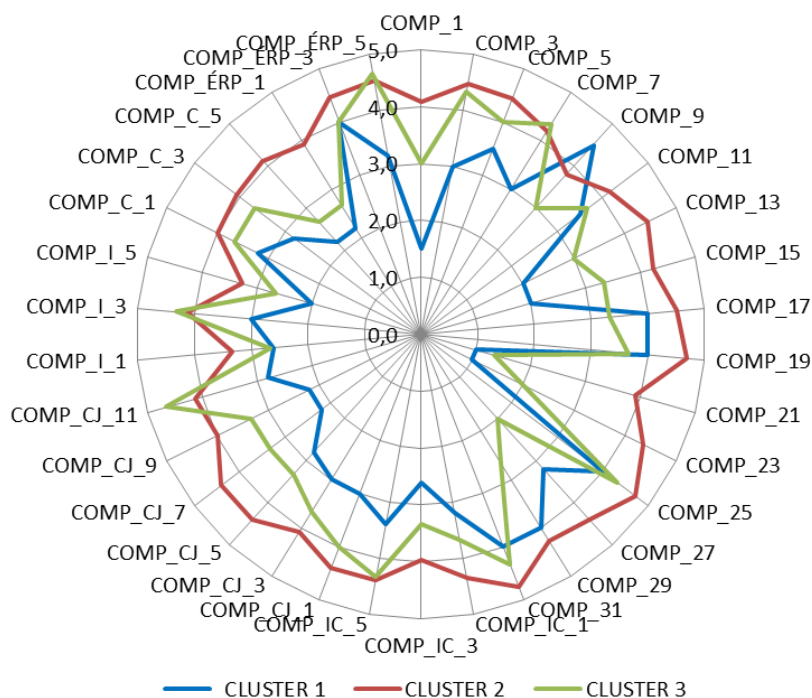 COMP_1
COMP_3
COMP_5
COMP_7
COMP_9
COMP_11
COMP_13
COMP_15
COMP_17
COMP_19
COMP_21
COMP_23
COMP_25
COMP_27
COMP_29
COMP_31
COMP_IC_1
COMP_IC_3
COMP_IC_5
COMP_CJ_1
COMP_CJ_3
COMP_CJ_5
COMP_CJ_7
COMP_CJ_9
COMP_CJ_11
COMP_I_1
COMP_I_3
COMP_I_5
COMP_C_1
COMP_C_3
COMP_C_5
COMP_ÉRP_1
COMP_ÉRP_3
COMP_ÉRP_5
5,0
4,0
3,0
2,0
1,0
0,0
CLUSTER 1 CLUSTER 2 CLUSTER 3